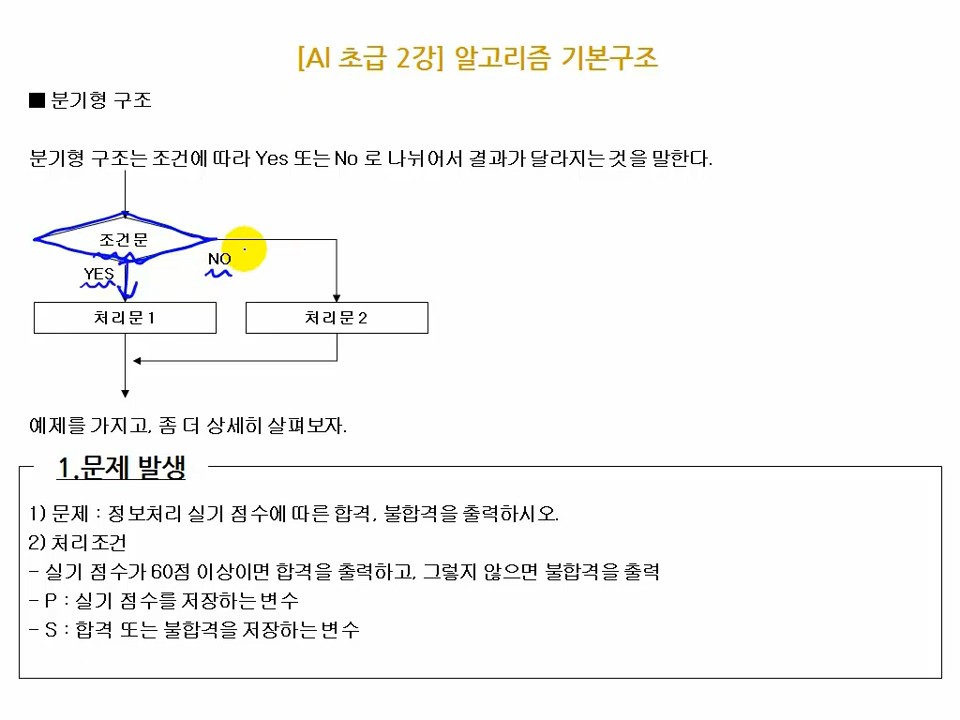 [AI 초급 2강] 알고리즘 기본구조
■ 분기형 구조
분기형 구조는 조건에 따라 Yes 또는 No 로 나뉘어서 결과가 달라지는 것을 말한다.
조건문
NO
YES
처리문1
처리문2
예제를 가지고, 좀 더 상세히 살펴보자.
1.문제 발생
1) 문제 : 정보처리 실기 점수에 따른 합격, 불합격을 출력하시오.
2) 처리조건
- 실기 점수가 60점 이상이면 합격을 출력하고, 그렇지 않으면 불합격을 출력
- P : 실기 점수를 저장하는 변수
- S : 합격 또는 불합격을 저장하는 변수